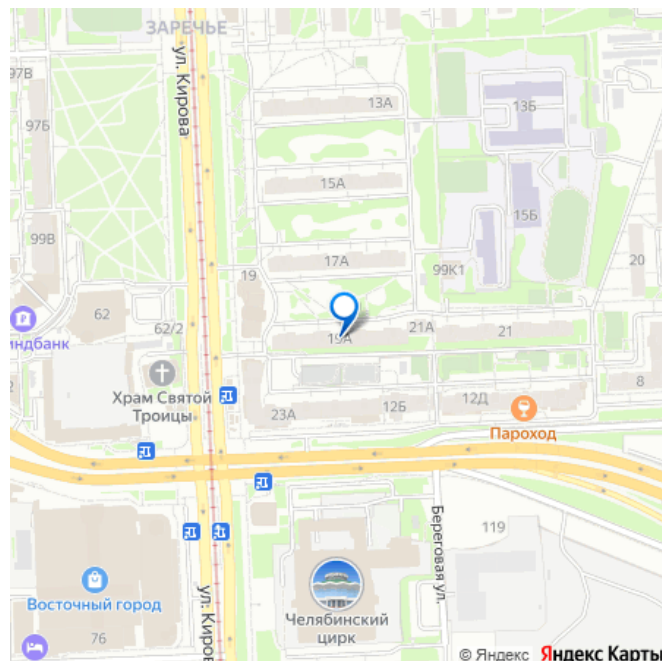 ЗАРЕЧЬЕ
97В
ул. Кирова
13А
97Б
13Б
15А
15Б
99В
17А
99К1
20
19
62
62/2
индбанк
19А
21А
21
Храм Святой
Троицы
8
23А
12Б
12Д
Пароход
Береговая ул.
119
Восточный город
76
ул. Киров
Челябинский
цирк
© Яндекс Яндекс Карты